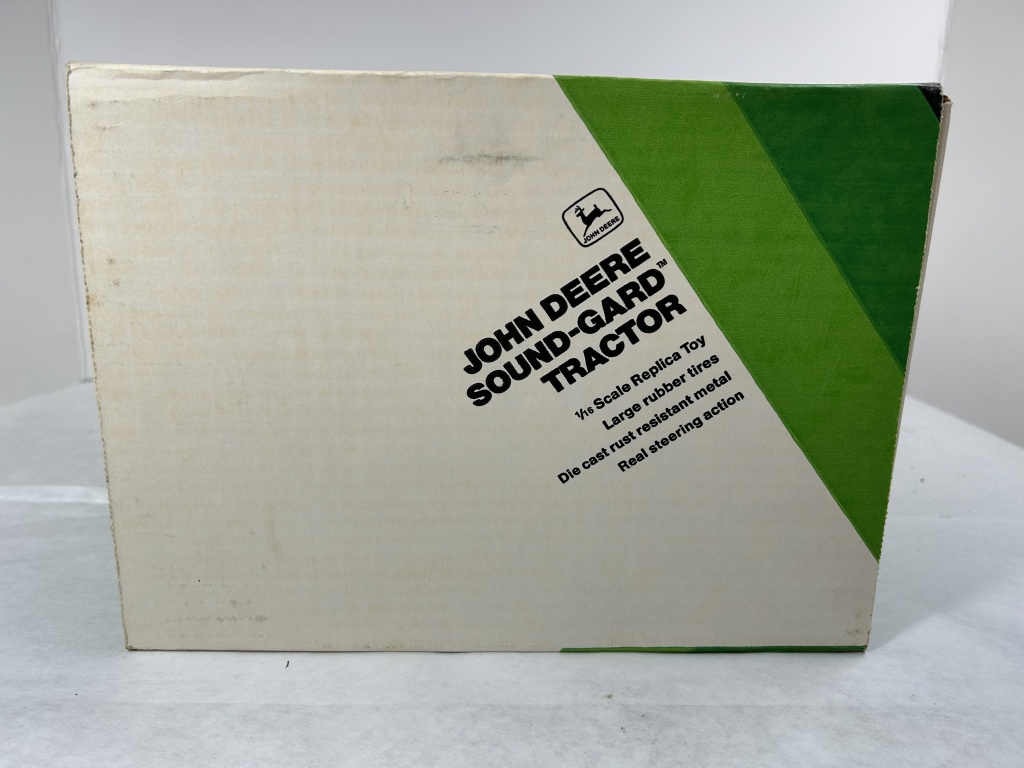 JOHN DEERE
JOHN DEERE
SOUND-GARD™
TRACTOR
1/16 Scale Replica Toy
Large rubber tires
Die cast rust resistant metal
Real steering action